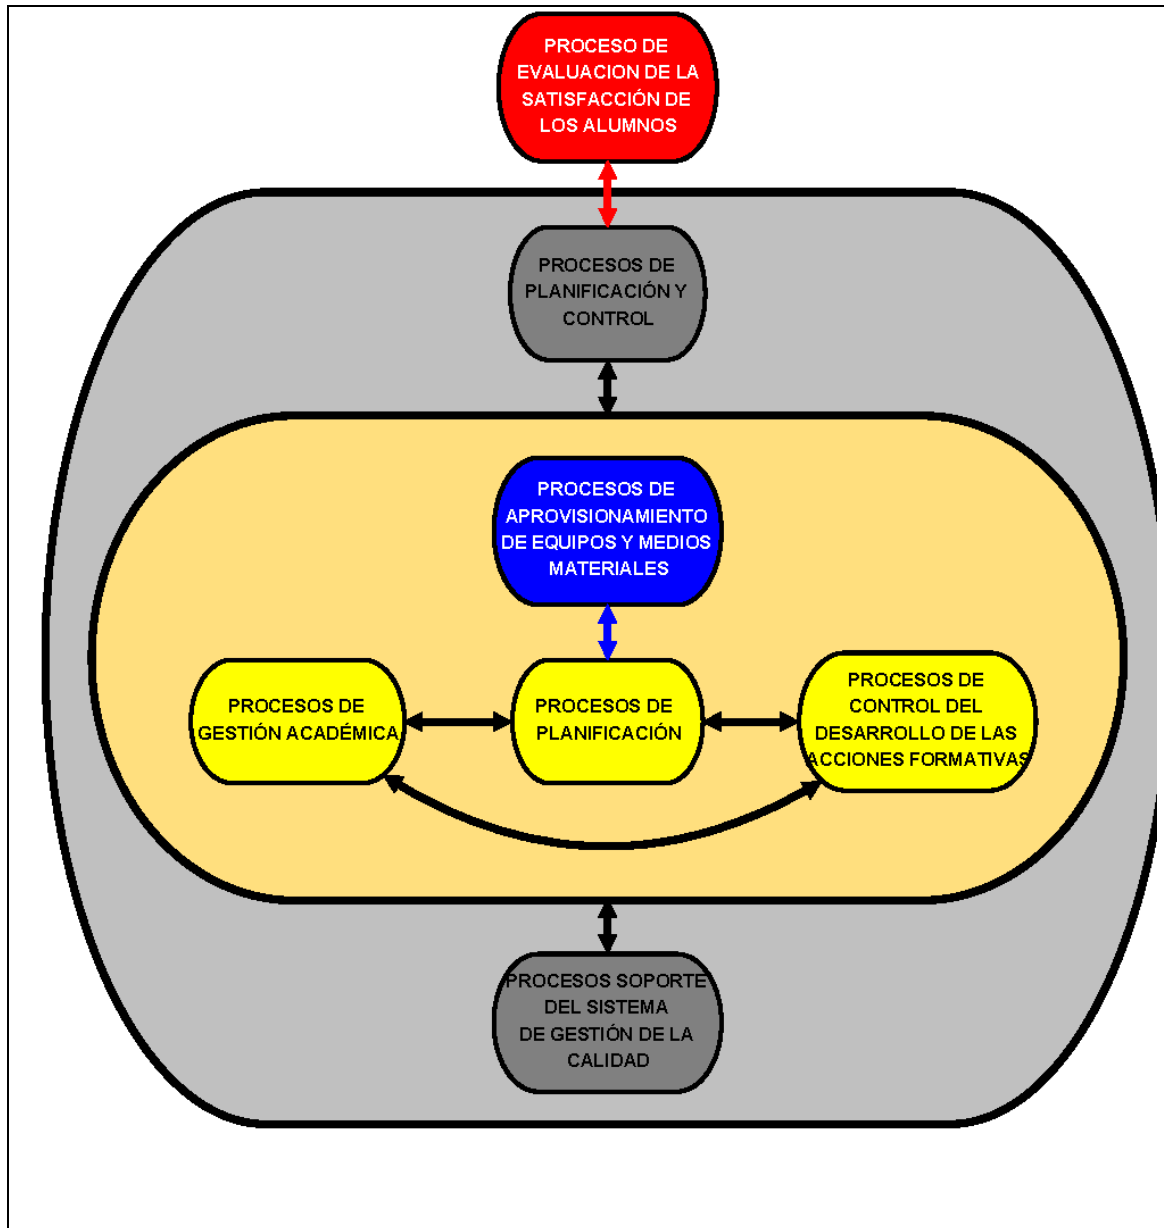 PROCESO DE
EVALUACION DE LA
SATISFACCIÓN DE
LOS ALUMNOS
PROCESOS DE
PLANIFICACIÓN Y
CONTROL
PROCESOS DE
APROVISIONAMIENTO
DE EQUIPOS Y MEDIOS
MATERIALES
PROCESOS DE
GESTIÓN ACADÉMICA
PROCESOS DE
PLANIFICACIÓN
PROCESOS DE
CONTROL DEL
DESARROLLO DE LAS
ACCIONES FORMATIVAS
PROCESOS SOPORTE
DEL SISTEMA
DE GESTIÓN DE LA
CALIDAD